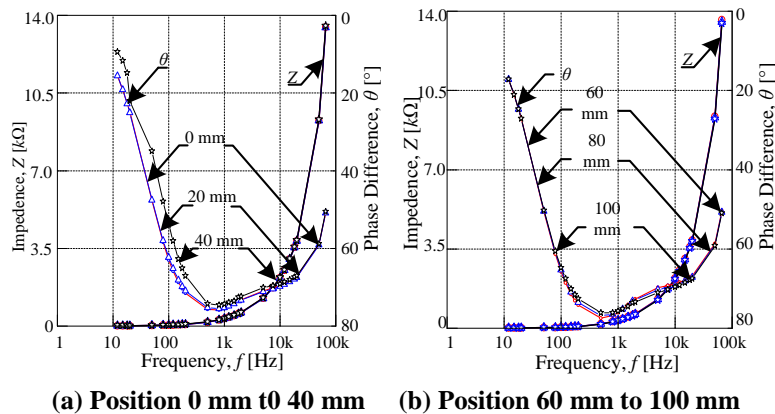 14.0
10.5
7.0
3.5
0
Impedence, Z [kΩ]
0°
20
40
60
80
Phase Difference, θ [°]
θ
Z
0 mm
20 mm
40 mm
1
10
100
1k
10k
100k
Frequency, f [Hz]
(a) Position 0 mm t0 40 mm
14.0
10.5
7.0
3.5
0
Impedence, Z [kΩ]
0°
20
40
60
80
Phase Difference, θ [°]
θ
Z
60
mm
80
mm
100
mm
1
10
100
1k
10k
100k
Frequency, f [Hz]
(b) Position 60 mm to 100 mm